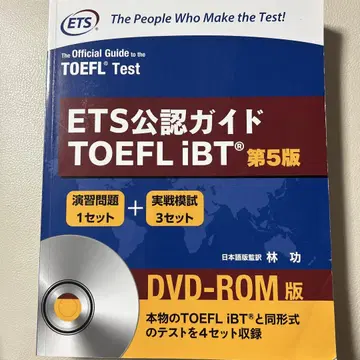 ETS
The People Who Make the Test!
The Official Guide to the
TOEFL® Test
ETS公認ガイド
TOEFL iBT® 第5版
演習問題
1セット
+
実戦模試
3セット
日本語版監訳 林 功
DVD-ROM 版
本物のTOEFL iBT®と同形式
のテストを4セット収録